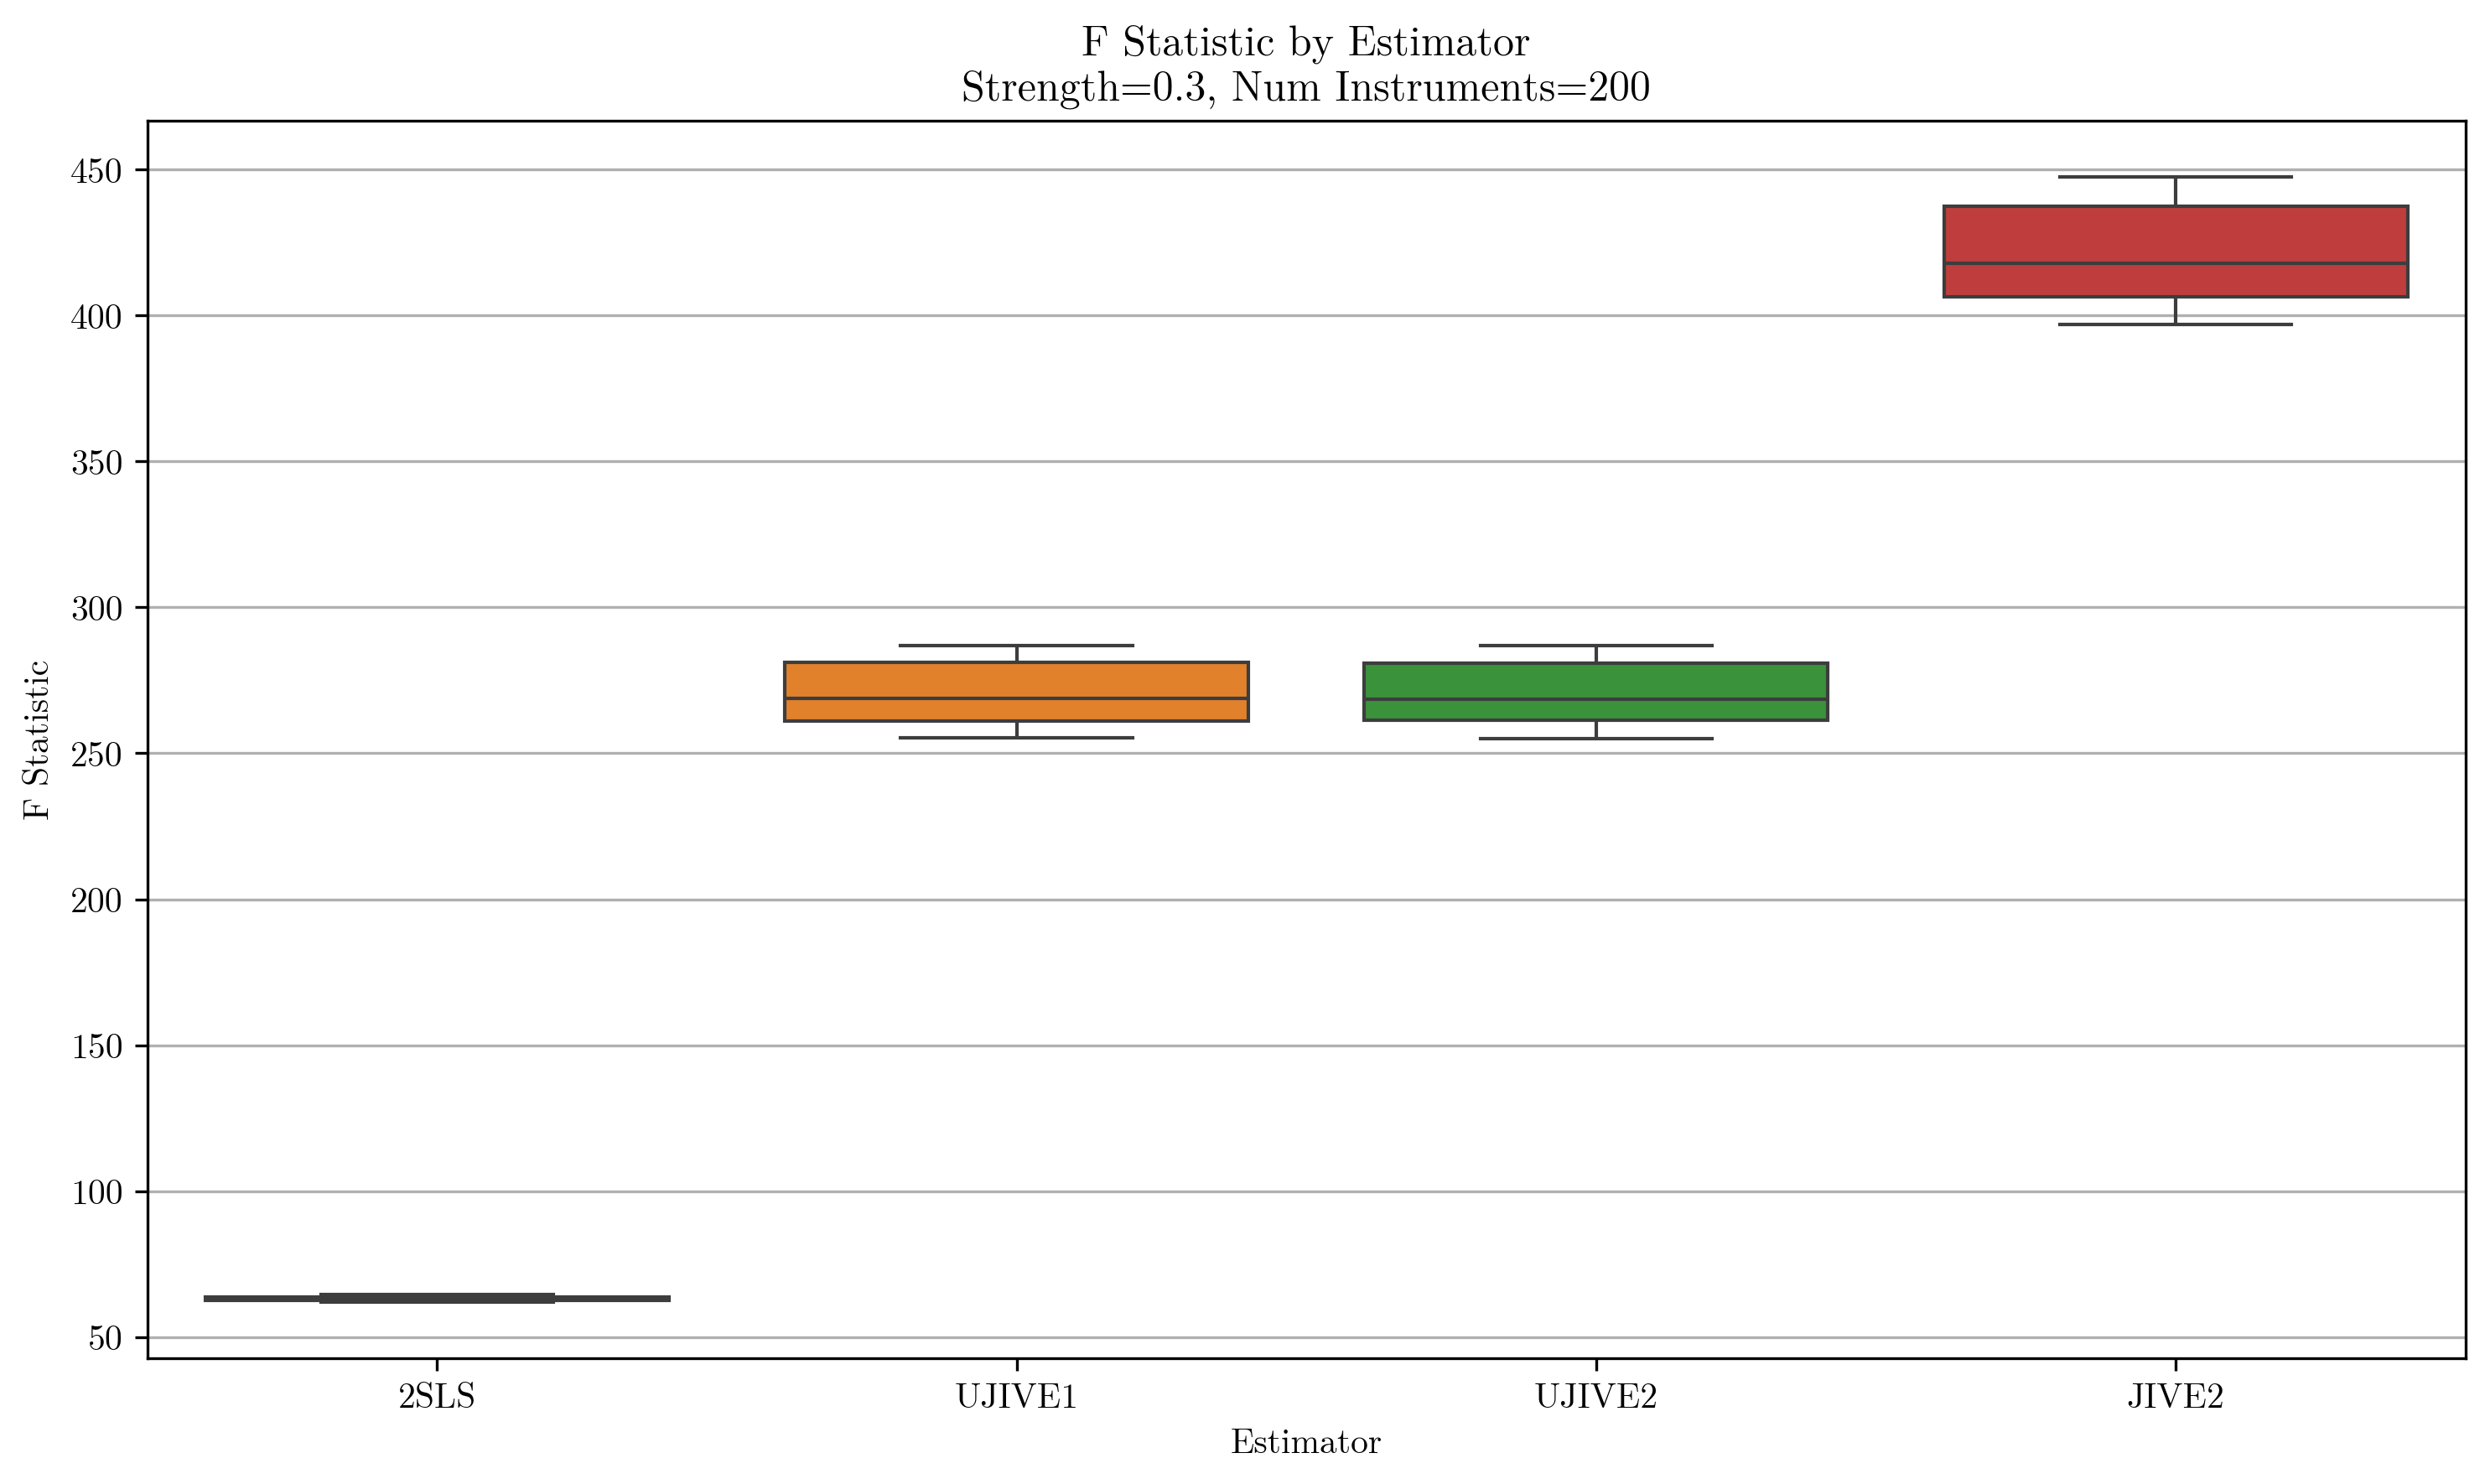 F Statistic by Estimator
Strength=0.3, Num Instruments=200
450
400
350
300
250
200
150
100
50
F Statistic
2SLS
UJIVE1
UJIVE2
JIVE2
Estimator